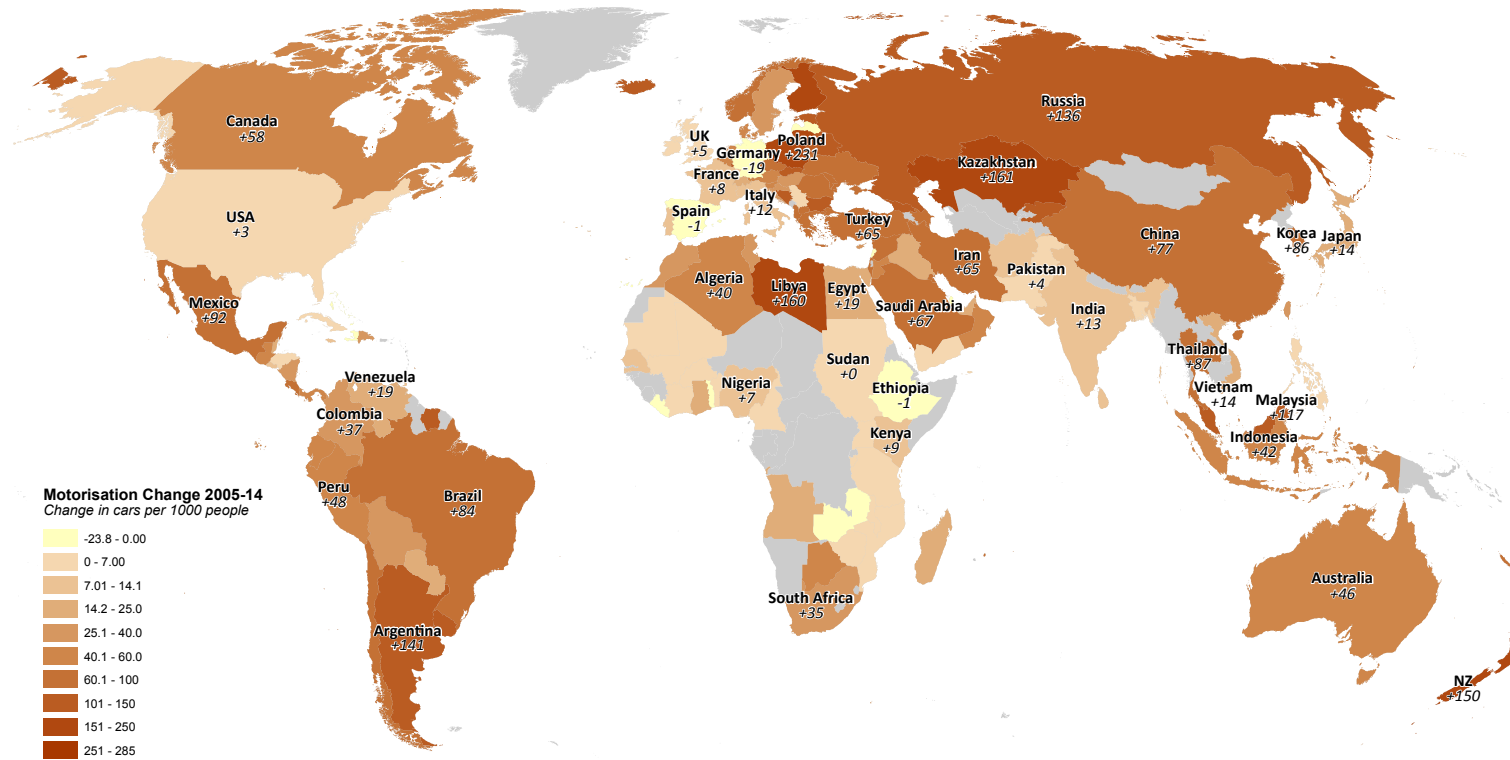 Canada
+58
USA
+3
Mexico
+92
Venezuela
+19
Colombia
+37
Peru
+48
Brazil
+84
Argentina
+141
UK
+5
Germany
-19
Poland
+231
France
+8
Italy
+12
Spain
-1
Turkey
+65
Russia
+136
Kazakhstan
+161
China
+77
Korea
+86
Japan
+14
Iran
+65
Pakistan
+4
India
+13
Algeria
+40
Libya
+160
Egypt
+19
Saudi Arabia
+67
Sudan
+0
Nigeria
+7
Ethiopia
-1
Kenya
+9
South Africa
+35
Thailand
+87
Vietnam
+14
Malaysia
+117
Indonesia
+42
Australia
+46
NZ
+150
Motorisation Change 2005-14
Change in cars per 1000 people
-23.8 - 0.00
0 - 7.00
7.01 - 14.1
14.2 - 25.0
25.1 - 40.0
40.1 - 60.0
60.1 - 100
101 - 150
151 - 250
251 - 285